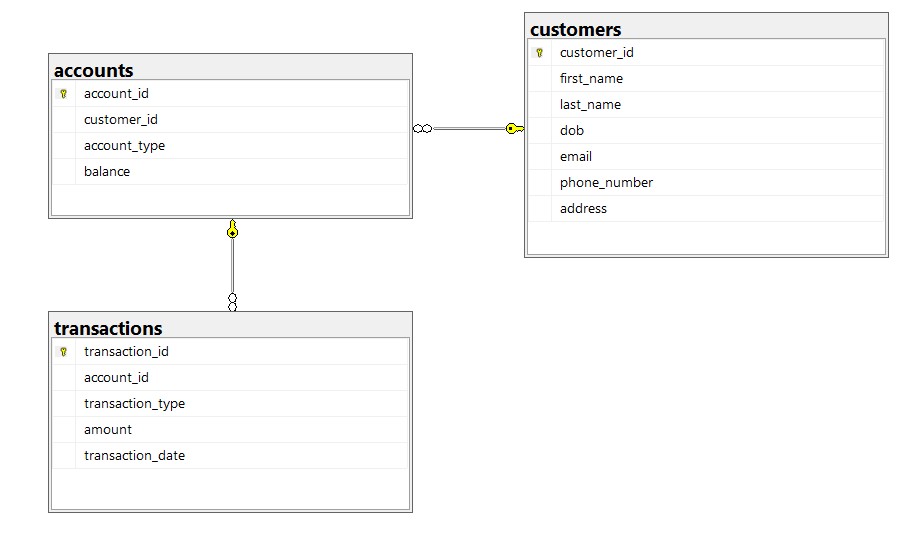 customers
customer_id
first_name
last_name
dob
email
phone_number
address
accounts
account_id
customer_id
account_type
balance
transactions
transaction_id
account_id
transaction_type
amount
transaction_date